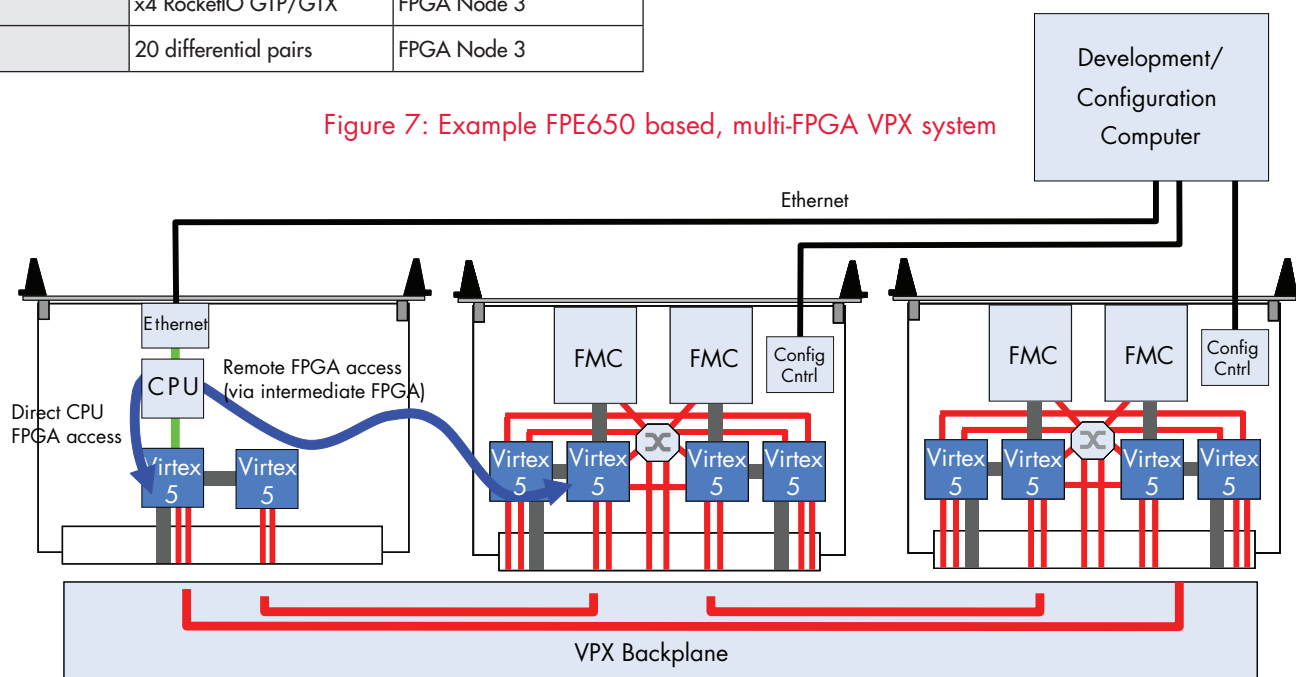 x4 RocketIO GTP/GTX FPGA Node 3
20 differential pairs FPGA Node 3
Figure 7: Example FPE650 based, multi-FPGA VPX system
Development/
Configuration
Computer
Ethernet
Ethernet
CPU
Remote FPGA access
(via intermediate FPGA)
Direct CPU
FPGA access
Virtex
5
Virtex
5
FMC
FMC
Config
Cntrl
Virtex
5
Virtex
5
Virtex
5
Virtex
5
FMC
FMC
Config
Cntrl
Virtex
5
Virtex
5
Virtex
5
Virtex
5
VPX Backplane